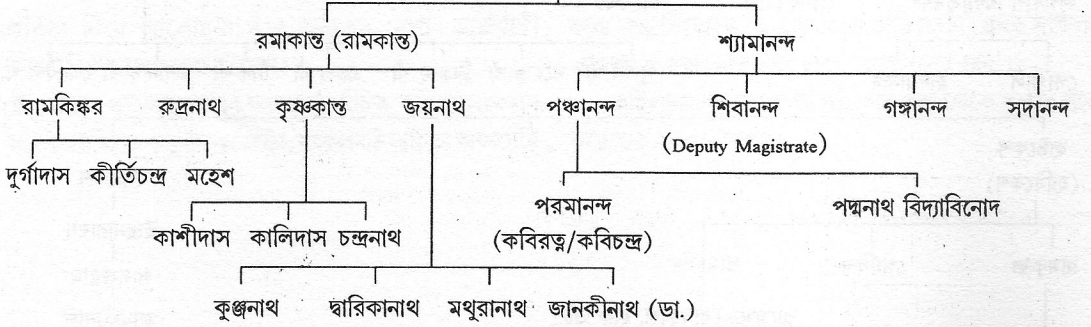 রমাকান্ত (রামকান্ত) শ্যামানন্দ
রামকিঙ্কর রুদ্রনাথ কৃষ্ণকান্ত জয়নাথ পঞ্চানন্দ শিবানন্দ গঙ্গানন্দ সদানন্দ
(Deputy Magistrate)
দুর্গাদাস কীর্তিচন্দ্র মহেশ
পরমানন্দ পদ্মনাথ বিদ্যাবিনোদ
কাশীদাস কালিদাস চন্দ্রনাথ (কবিরত্ন/কবিচন্দ্র)
কুঞ্জনাথ দ্বারিকানাথ মথুরানাথ জানকীনাথ (ডা.)